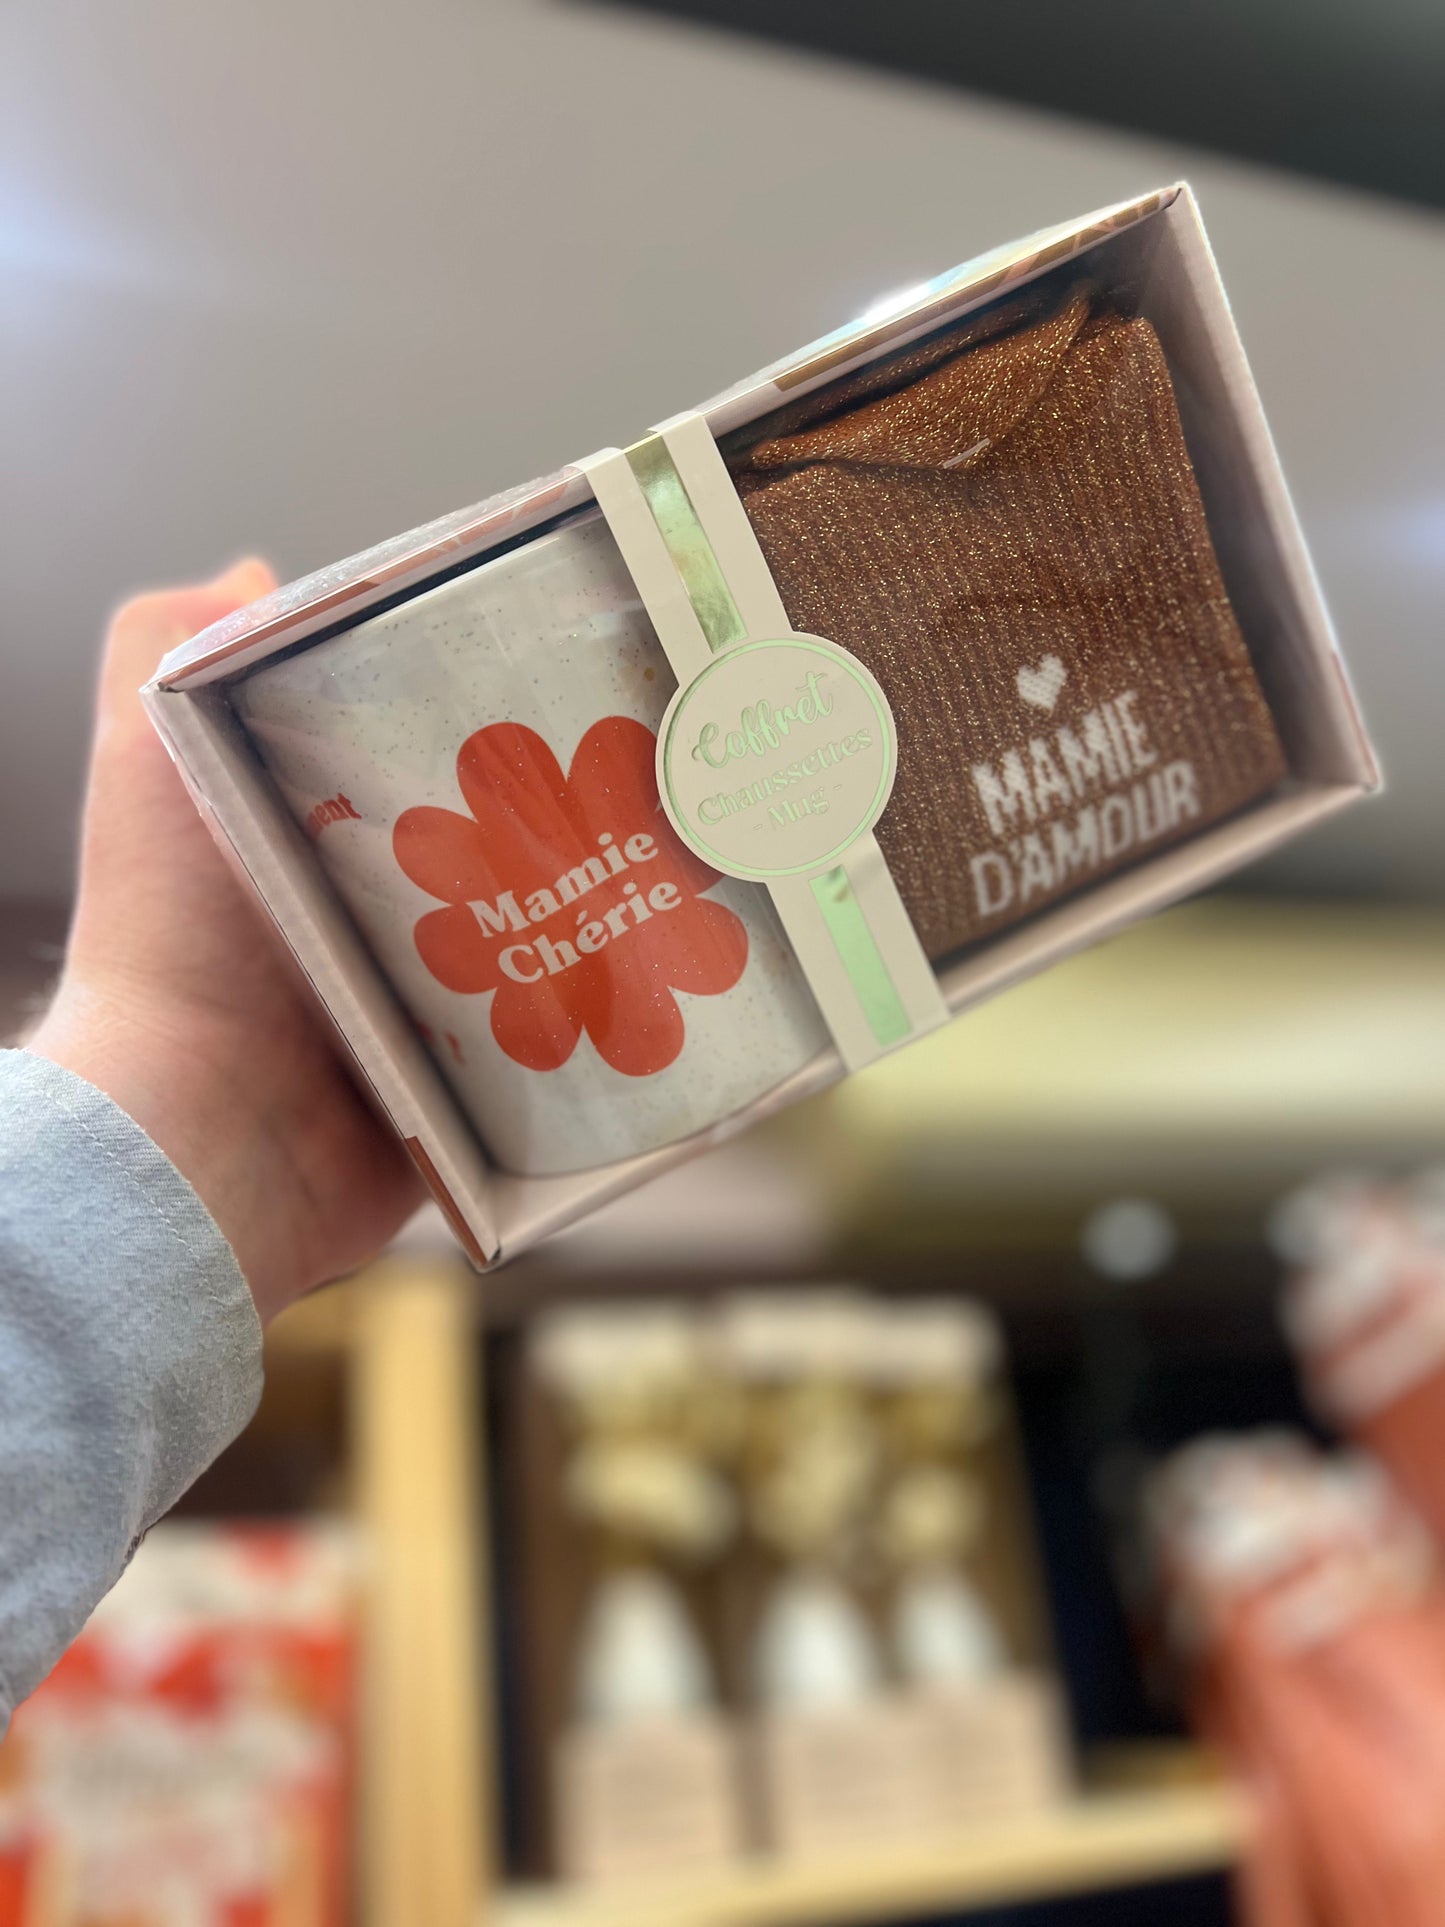 Mamie
Chérie
Coffret
Chaussettes
- Mug -
MAMIE
D'AMOUR